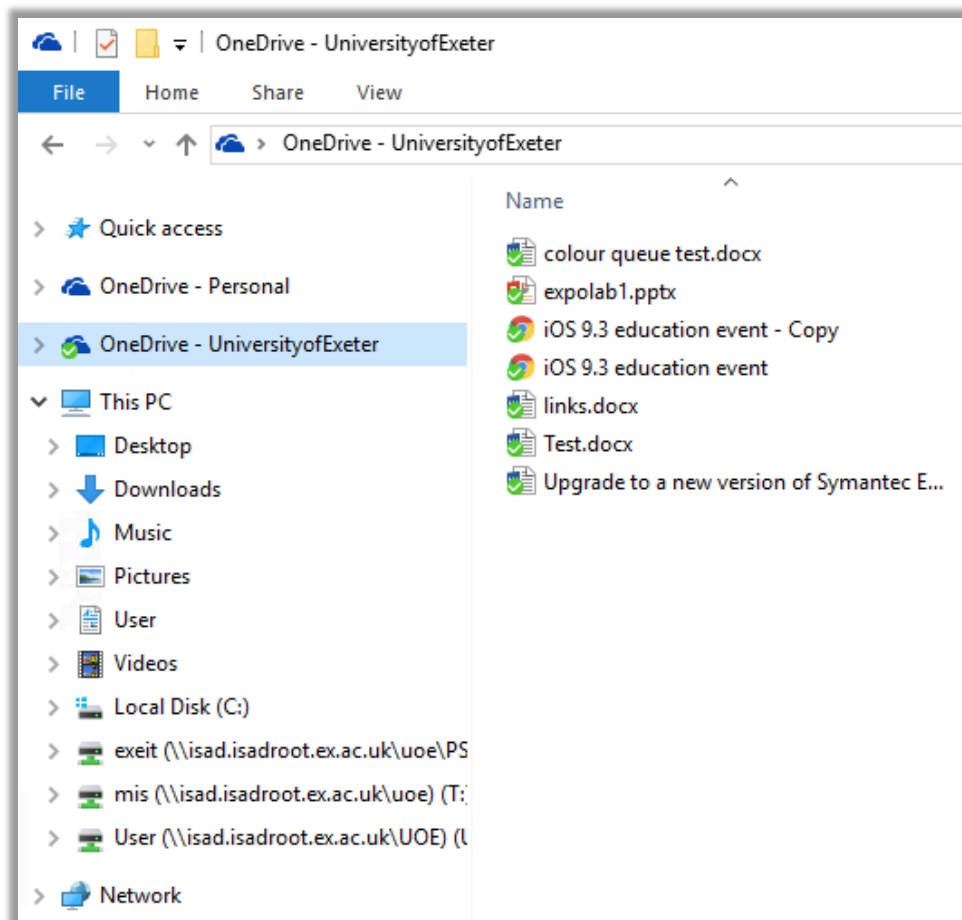 OneDrive - UniversityofExeter
File Home Share View
OneDrive - UniversityofExeter
Quick access
OneDrive - Personal
OneDrive - UniversityofExeter
This PC
Desktop
Downloads
Music
Pictures
User
Videos
Local Disk (C:)
exeit (\\isad.isadroot.ex.ac.uk\uoe\PS
mis (\\isad.isadroot.ex.ac.uk\uoe) (T:
User (\\isad.isadroot.ex.ac.uk\UOE) (U
Network
Name
colour queue test.docx
expolab1.pptx
iOS 9.3 education event - Copy
iOS 9.3 education event
links.docx
Test.docx
Upgrade to a new version of Symantec E...